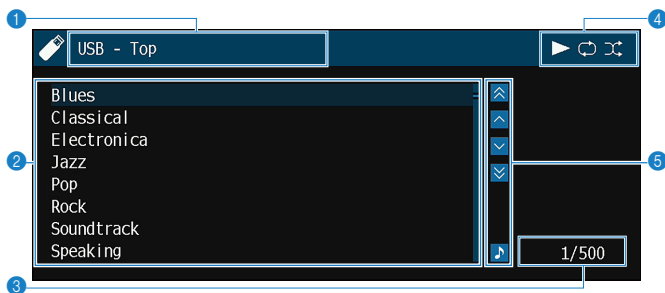 1
4
USB - Top
Blues
Classical
Electronica
2
5
Jazz
Pop
Rock
Soundtrack
Speaking
1/500
3